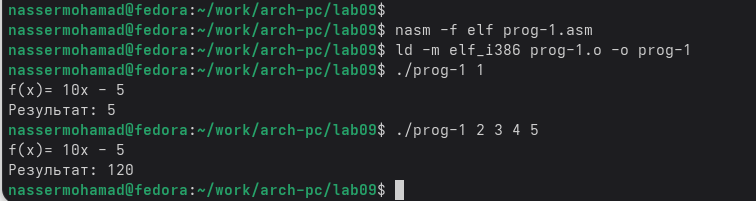 nassermohamad@fedora:~/work/arch-pc/lab09$
nassermohamad@fedora:~/work/arch-pc/lab09$ nasm -f elf prog-1.asm
nassermohamad@fedora:~/work/arch-pc/lab09$ ld -m elf_i386 prog-1.o -o prog-1
nassermohamad@fedora:~/work/arch-pc/lab09$ ./prog-1 1
f(x)= 10x - 5
Результат: 5
nassermohamad@fedora:~/work/arch-pc/lab09$ ./prog-1 2 3 4 5
f(x)= 10x - 5
Результат: 120
nassermohamad@fedora:~/work/arch-pc/lab09$